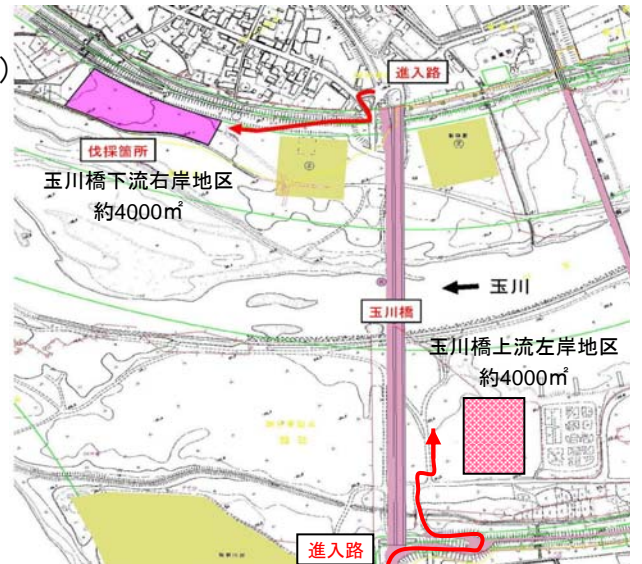 )
進入路
伐採箇所
玉川橋下流右岸地区
約4000㎡
玉川
玉川橋
玉川橋上流左岸地区
約4000㎡
進入路